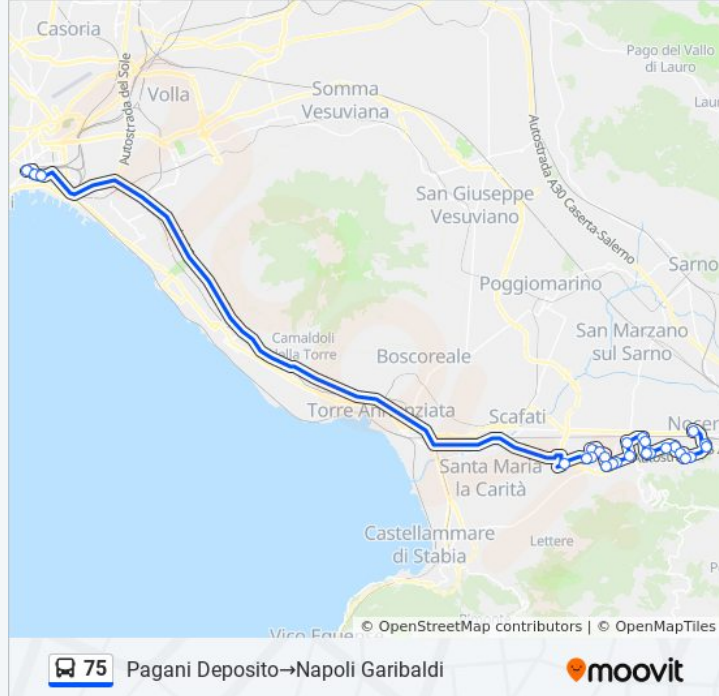 Casoria
Pago del Vallo
di Lauro
Volla
Autostrada del Sole
Somma
Vesuviana
Autostrada A30 Caserta-Salerno
San Giuseppe
Vesuviano
Sarno
Poggiomarino
San Marzano
sul Sarno
Camaldoli
della Torre
Boscoreale
Torre Annunziata
Scafati
Santa Maria
la Carità
Castellammare
di Stabia
Lettere
© OpenStreetMap contributors | © OpenMapTiles
Vico Equense
75 Pagani Deposito→Napoli Garibaldi
moovit